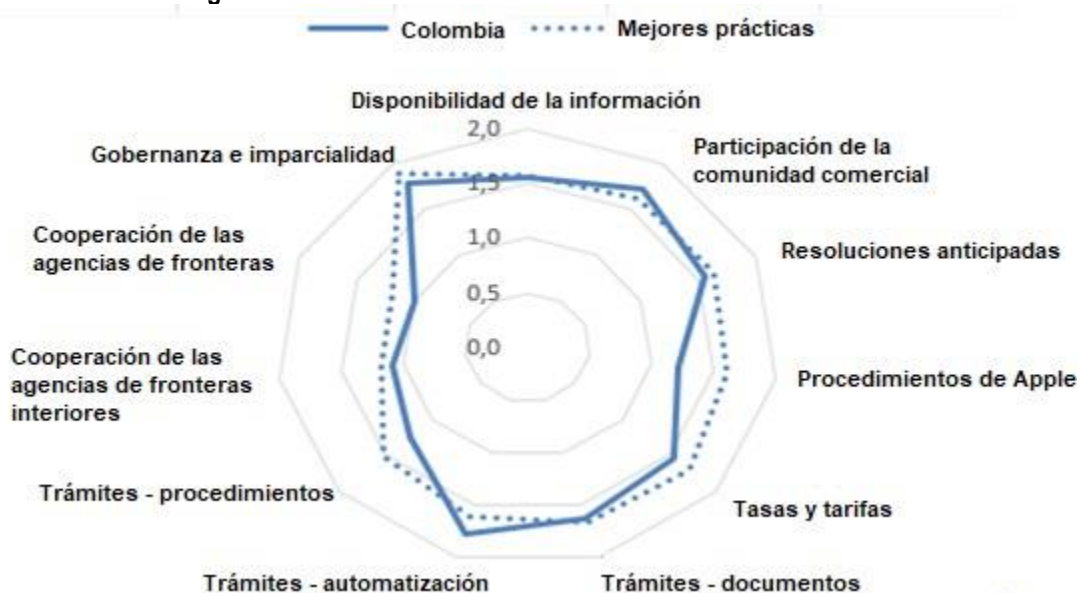 Colombia
Mejores prácticas
Disponibilidad de la información
2,0
Gobernanza e imparcialidad
Participación de la
comunidad comercial
1,5
Cooperación de las
agencias de fronteras
1,0
Resoluciones anticipadas
0,5
0,0
Cooperación de las
agencias de fronteras
interiores
Procedimientos de Apple
Trámites - procedimientos
Tasas y tarifas
Trámites - automatización
Trámites - documentos